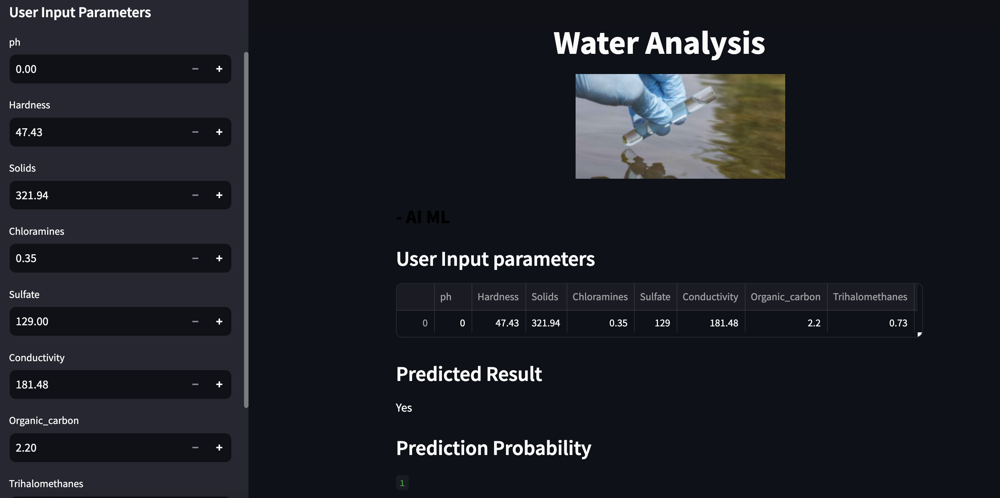 User Input Parameters
ph
0.00
Hardness
47.43
Solids
321.94
Chloramines
0.35
Sulfate
129.00
Conductivity
181.48
Organic_carbon
2.20
Trihalomethanes
Water Analysis
- AI ML
User Input parameters
ph Hardness Solids Chloramines Sulfate Conductivity Organic_carbon Trihalomethanes
0 0 47.43 321.94 0.35 129 181.48 2.2 0.73
Predicted Result
Yes
Prediction Probability
1